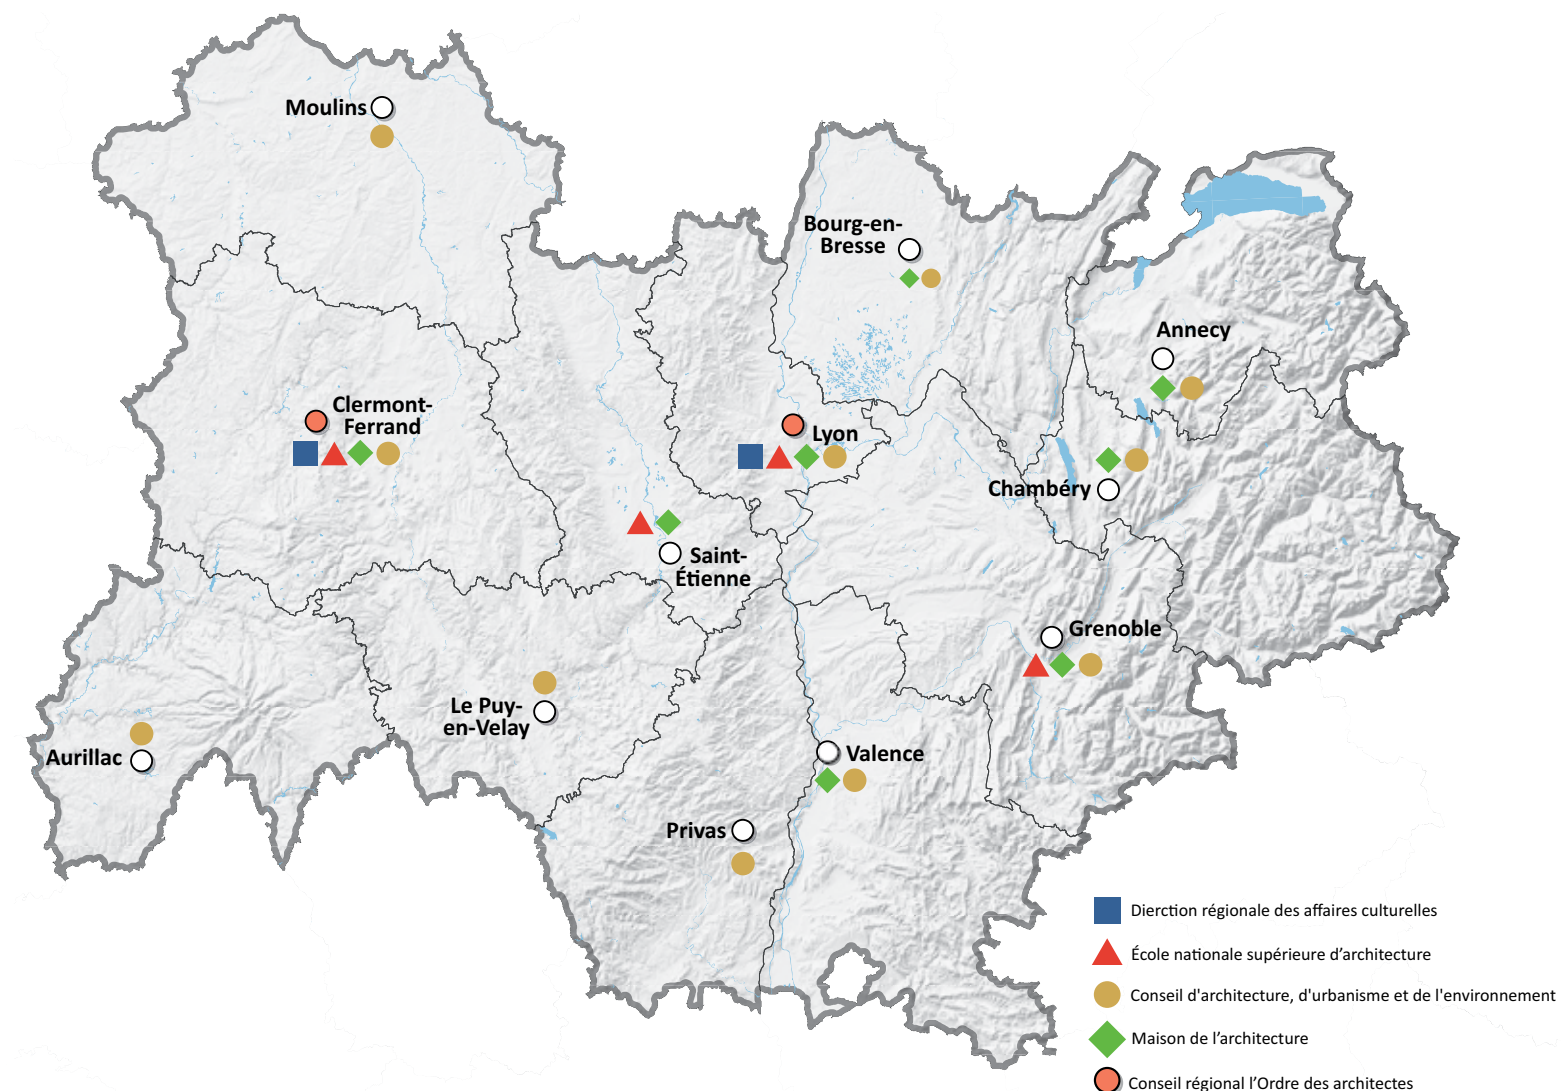 Moulins
Bourg-en-
Bresse
Annecy
Clermont-
Ferrand
Lyon
Chambéry
Saint-
Étienne
Grenoble
Le Puy-
en-Velay
Aurillac
Valence
Privas
Dierction régionale des affaires culturelles
École nationale supérieure d’architecture
Conseil d'architecture, d'urbanisme et de l'environnement
Maison de l’architecture
Conseil régional l’Ordre des architectes